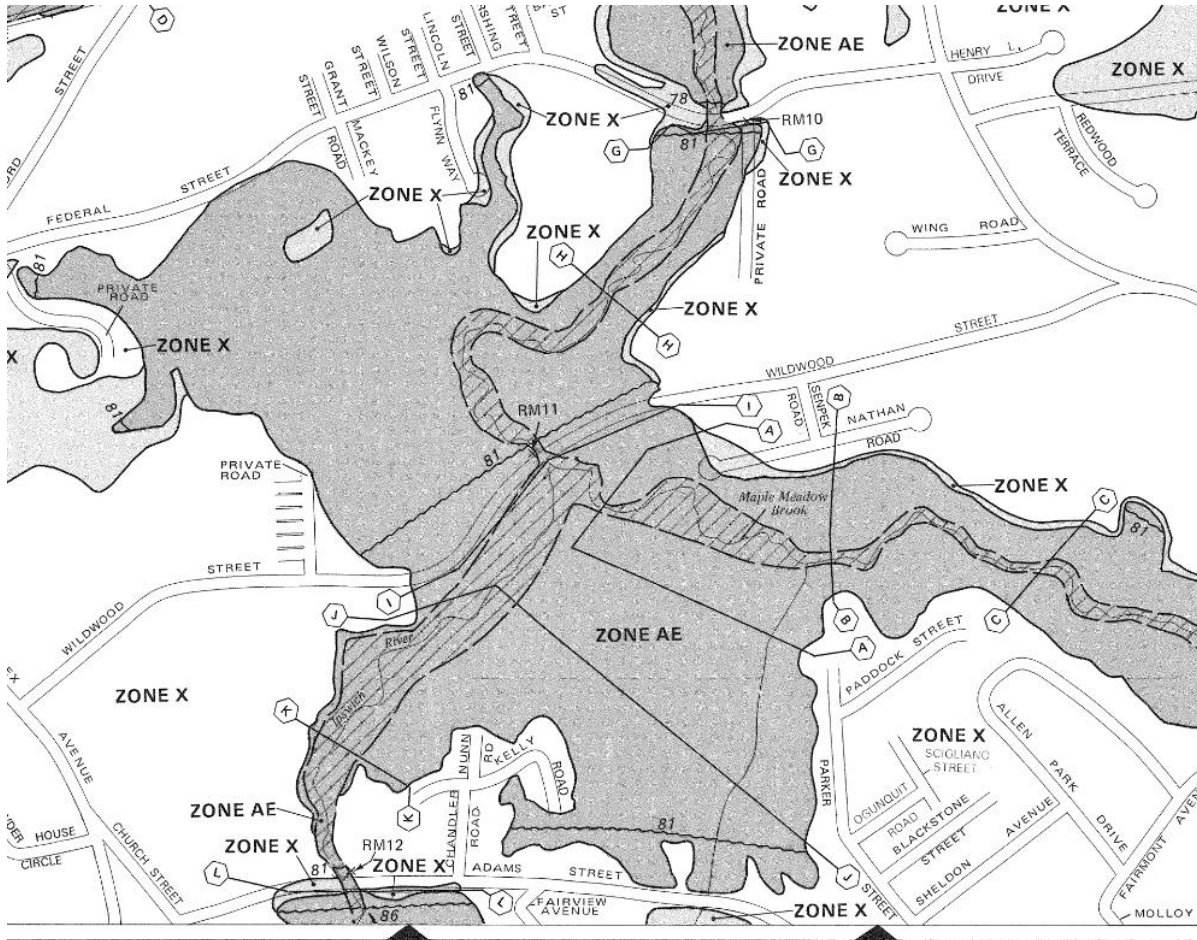 D
ZONE X
STREET
LINCOLN
STREET
WILSON
STREET
GRANT
STREET
STREET
ST
ZONE AE
HENRY L.
DRIVE
ZONE X
81
78
ZONE X
RM10
G
G
81
ZONE X
FLYNN
WAY
MACKEY
ROAD
REDWOOD
TERRACE
FEDERAL
STREET
ZONE X
PRIVATE ROAD
WING ROAD
ZONE X
H
81
PRIVATE
ROAD
ZONE X
ZONE X
X
H
STREET
WILDWOOD
81
RM11
I
A
SENPEK
ROAD
B
NATHAN
ROAD
81
PRIVATE
ROAD
Maple Meadow
Brook
ZONE X
C
81
WILDWOOD
STREET
I
J
B
C
River
ZONE AE
A
PADDOCK STREET
ZONE X
Ipswich
K
ZONE X
SCIGLIANO
STREET
ALLEN
PARK
DRIVE
AVENUE
NUNN
RD
KELLY
ROAD
PARKER
STREET
ZONE AE
K
CHANDLER
ROAD
81
OGUNQUIT
ROAD
BLACKSTONE
STREET
SHELDON AVENUE
FAIRMONT
HOUSE
CIRCLE
CHURCH STREET
ZONE X
RM12
81
ZONE X
ADAMS
STREET
L
L
J
86
FAIRVIEW
AVENUE
ZONE X
MOLLOY